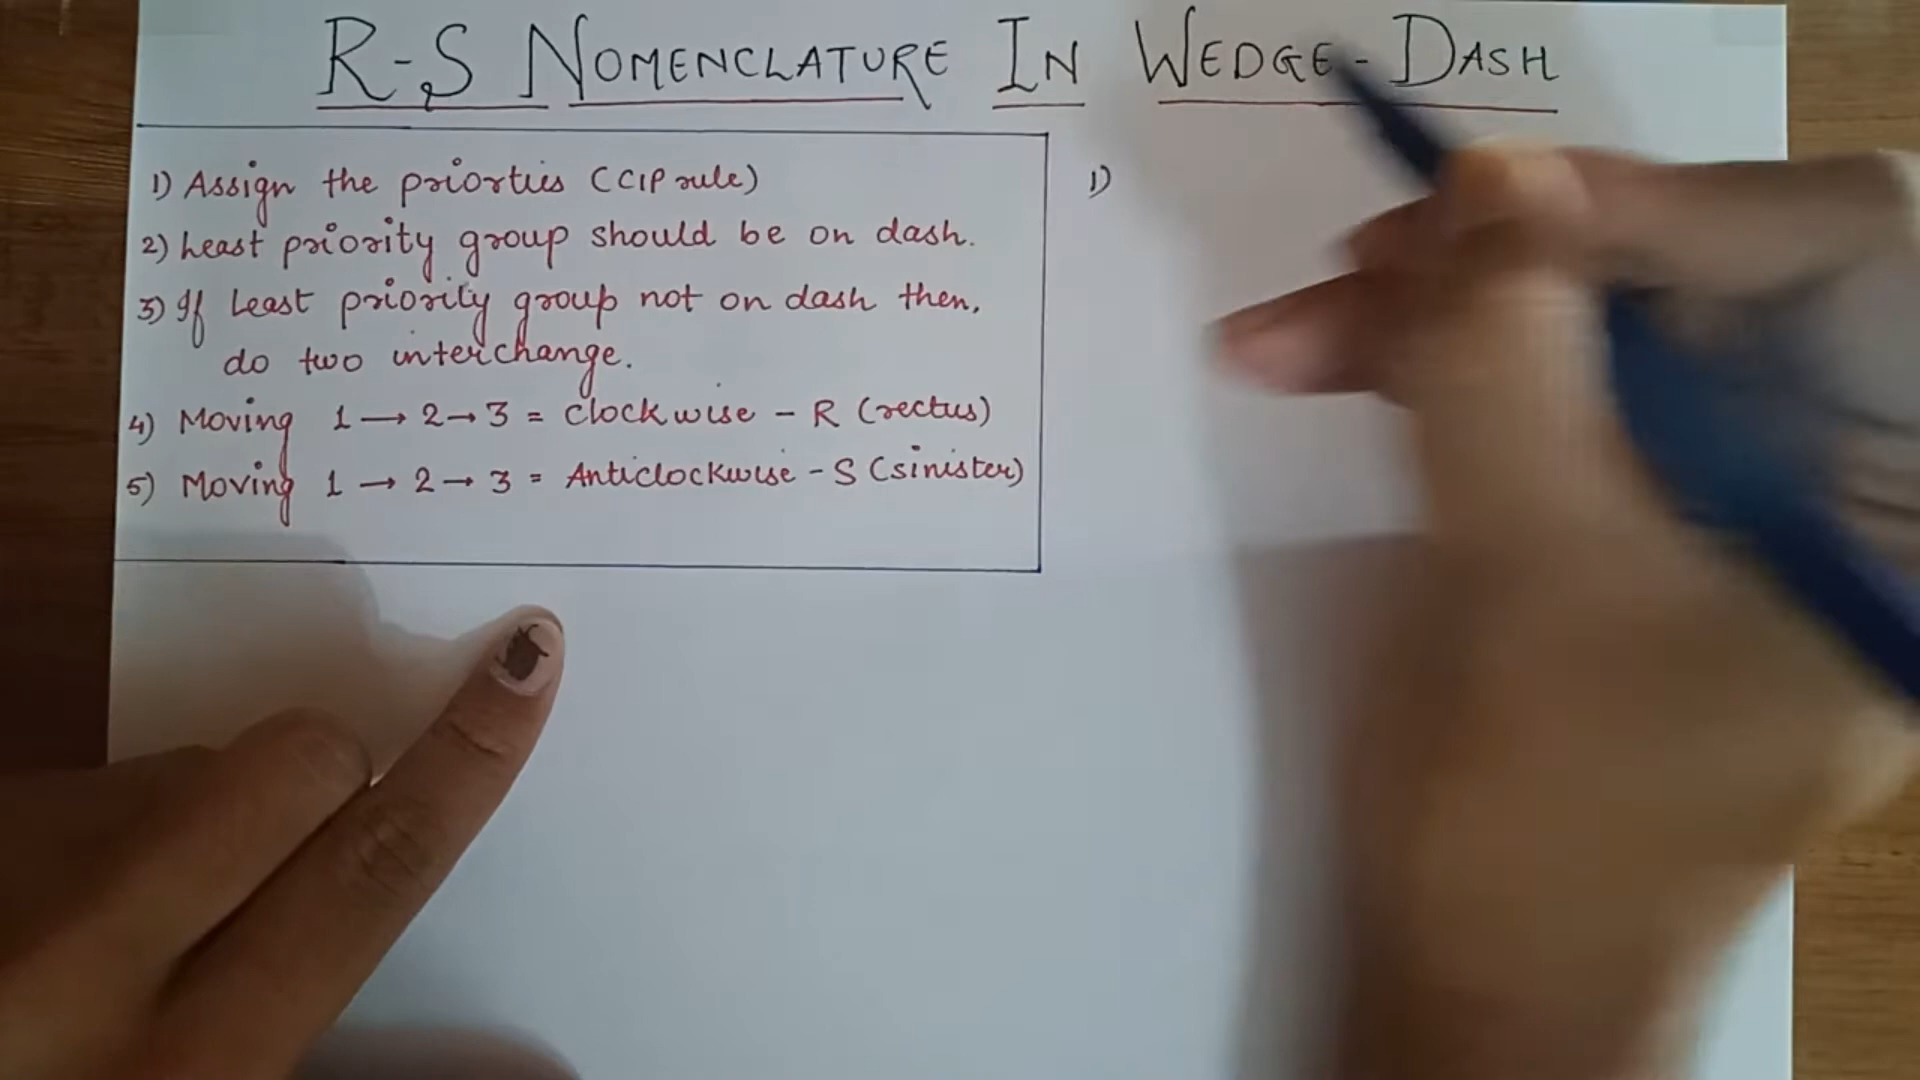 R-S NOMENCLATURE IN WEDGE-DASH
1) Assign the priorties (CIP rule)
2) Least priority group should be on dash.
3) If Least priority group not on dash then,
do two interchange.
4) Moving 1 → 2 → 3 = clockwise - R (rectus)
5) Moving 1 → 2 → 3 = Anticlockwise - S (sinister)
1)